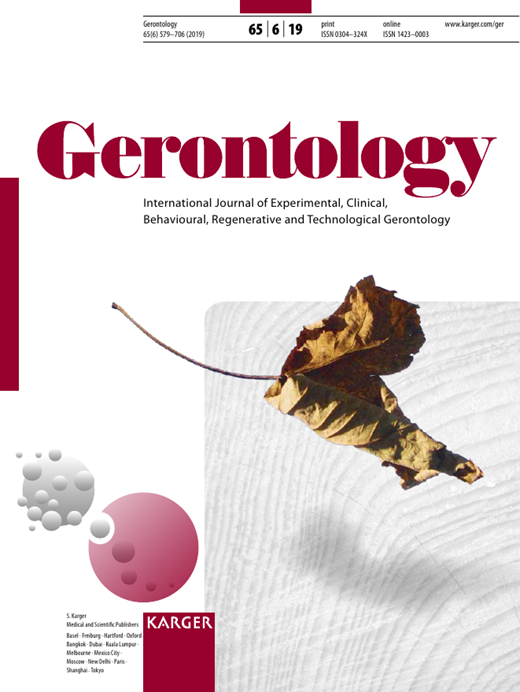 Gerontology
65(6) 579–706 (2019)
65 | 6 | 19
print
ISSN 0304–324X
online
ISSN 1423–0003
www.karger.com/ger
Gerontology
International Journal of Experimental, Clinical,
Behavioural, Regenerative and Technological Gerontology
S. Karger
Medical and Scientific Publishers
Basel · Freiburg · Hartford · Oxford
Bangkok · Dubai · Kuala Lumpur ·
Melbourne · Mexico City ·
Moscow · New Delhi · Paris ·
Shanghai · Tokyo
KARGER